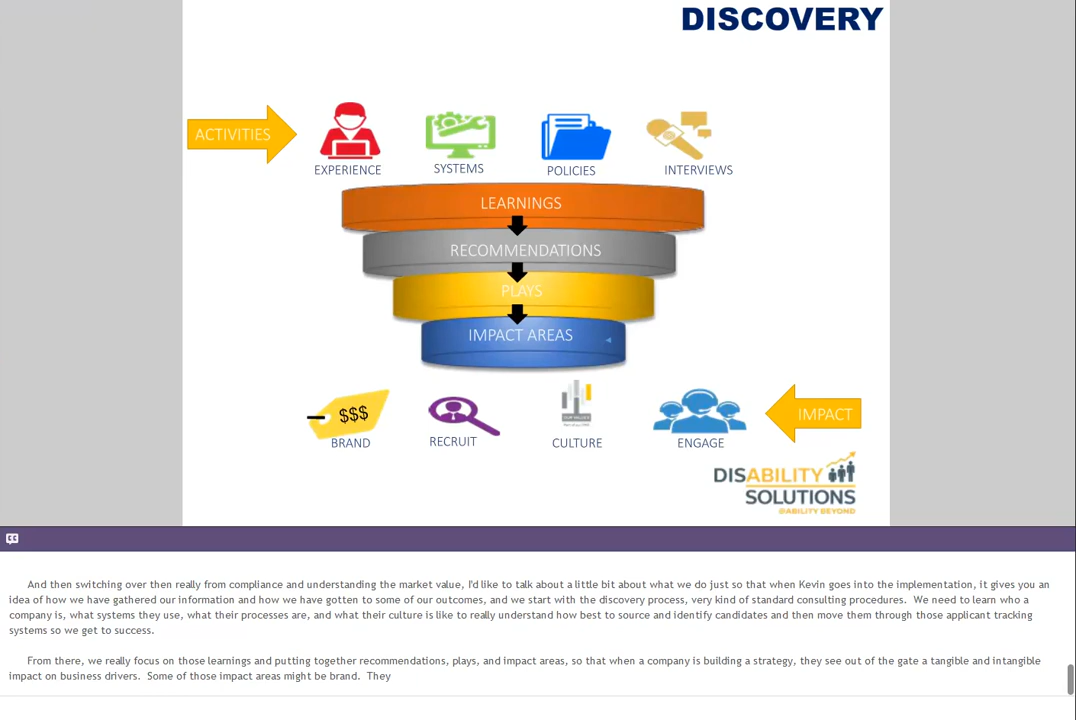 DISCOVERY
ACTIVITIES
EXPERIENCE
SYSTEMS
POLICIES
INTERVIEWS
LEARNINGS
RECOMMENDATIONS
PLAYS
IMPACT AREAS
$$$
BRAND
RECRUIT
CULTURE
ENGAGE
IMPACT
DISABILITY
SOLUTIONS
@ABILITY BEYOND
And then switching over then really from compliance and understanding the market value, I'd like to talk about a little bit about what we do just so that when Kevin goes into the implementation, it gives you an
idea of how we have gathered our information and how we have gotten to some of our outcomes, and we start with the discovery process, very kind of standard consulting procedures. We need to learn who a
company is, what systems they use, what their processes are, and what their culture is like to really understand how best to source and identify candidates and then move them through those applicant tracking
systems so we get to success.
From there, we really focus on those learnings and putting together recommendations, plays, and impact areas, so that when a company is building a strategy, they see out of the gate a tangible and intangible
impact on business drivers. Some of those impact areas might be brand. They